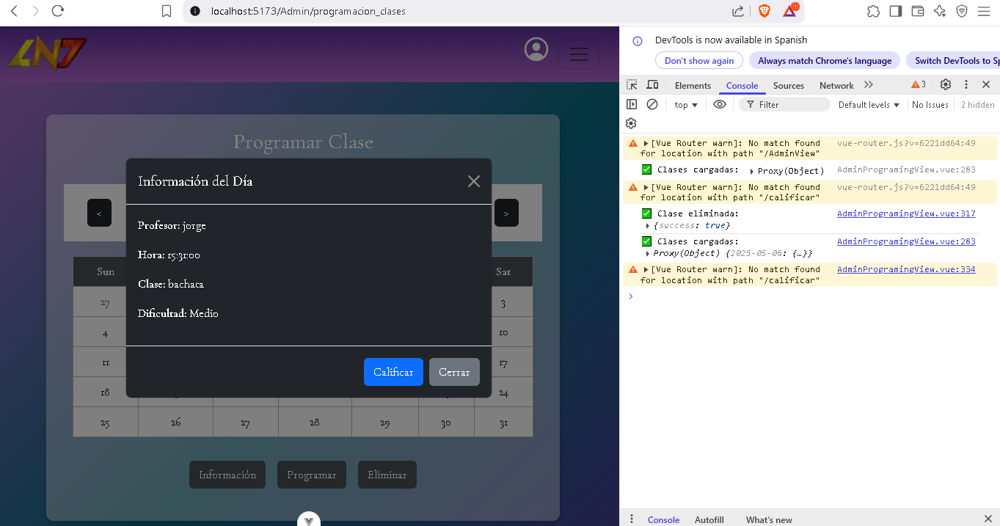 localhost:5173/Admin/programacion_clases
LN7
Programar Clase
Información del Día
Profesor: jorge
Hora: 15:31:00
Clase: bachata
Dificultad: Medio
Calificar Cerrar
< >
Sun Sat
27 3
4 10
11 17
18 24
25 26 27 28 29 30 31
Información Programar Eliminar
DevTools is now available in Spanish
Don't show again Always match Chrome's language Switch DevTools to Sp
Elements Console Sources Network 3
top Filter Default levels No Issues 2 hidden
[Vue Router warn]: No match found vue-router.js?v=6221dd64:49
for location with path "/AdminView"
Clases cargadas: Proxy(Object) AdminProgramingView.vue:283
[Vue Router warn]: No match found vue-router.js?v=6221dd64:49
for location with path "/calificar"
Clase eliminada: AdminProgramingView.vue:317
{success: true}
Clases cargadas: AdminProgramingView.vue:283
Proxy(Object) {2025-05-06: {…}}
[Vue Router warn]: No match found AdminProgramingView.vue:334
for location with path "/calificar"
Console Autofill What's new